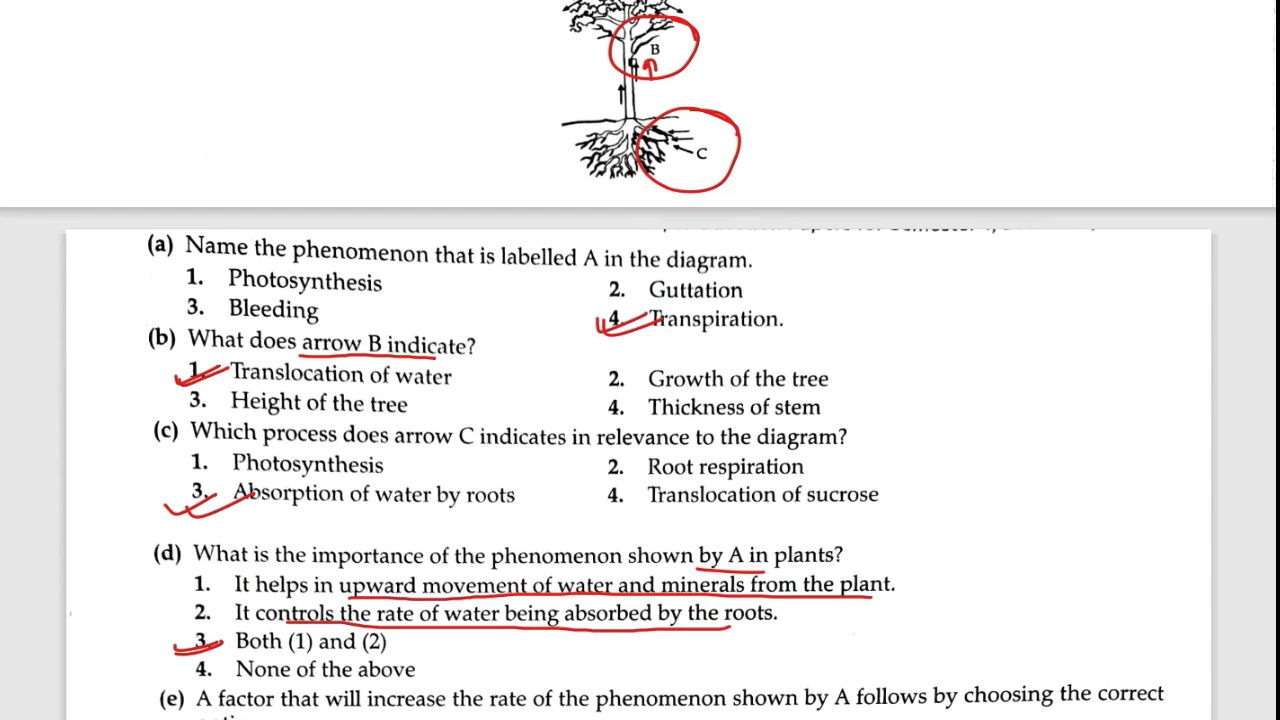 B
C
(a) Name the phenomenon that is labelled A in the diagram.
1. Photosynthesis 2. Guttation
3. Bleeding 4. Transpiration.
(b) What does arrow B indicate?
1. Translocation of water 2. Growth of the tree
3. Height of the tree 4. Thickness of stem
(c) Which process does arrow C indicates in relevance to the diagram?
1. Photosynthesis 2. Root respiration
3. Absorption of water by roots 4. Translocation of sucrose
(d) What is the importance of the phenomenon shown by A in plants?
1. It helps in upward movement of water and minerals from the plant.
2. It controls the rate of water being absorbed by the roots.
3. Both (1) and (2)
4. None of the above
(e) A factor that will increase the rate of the phenomenon shown by A follows by choosing the correct